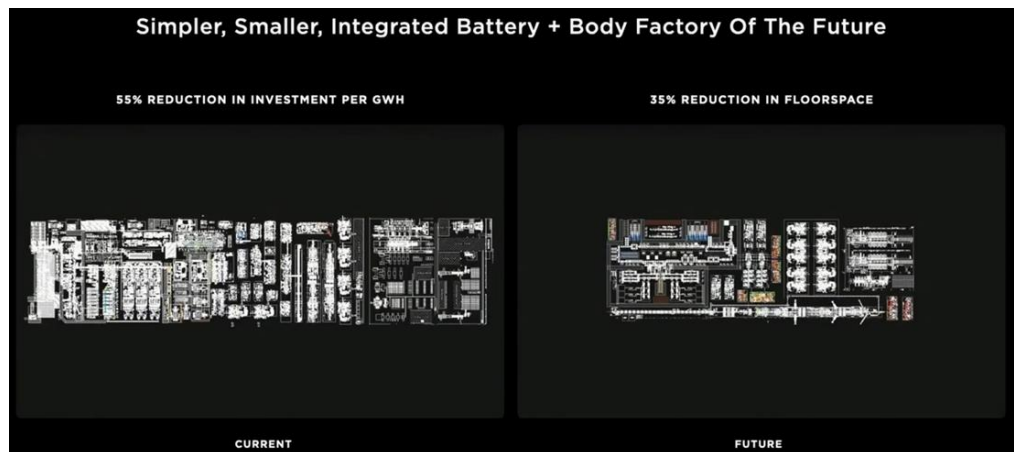 Simpler, Smaller, Integrated Battery + Body Factory Of The Future
55% REDUCTION IN INVESTMENT PER GWH
35% REDUCTION IN FLOORSPACE
CURRENT
FUTURE